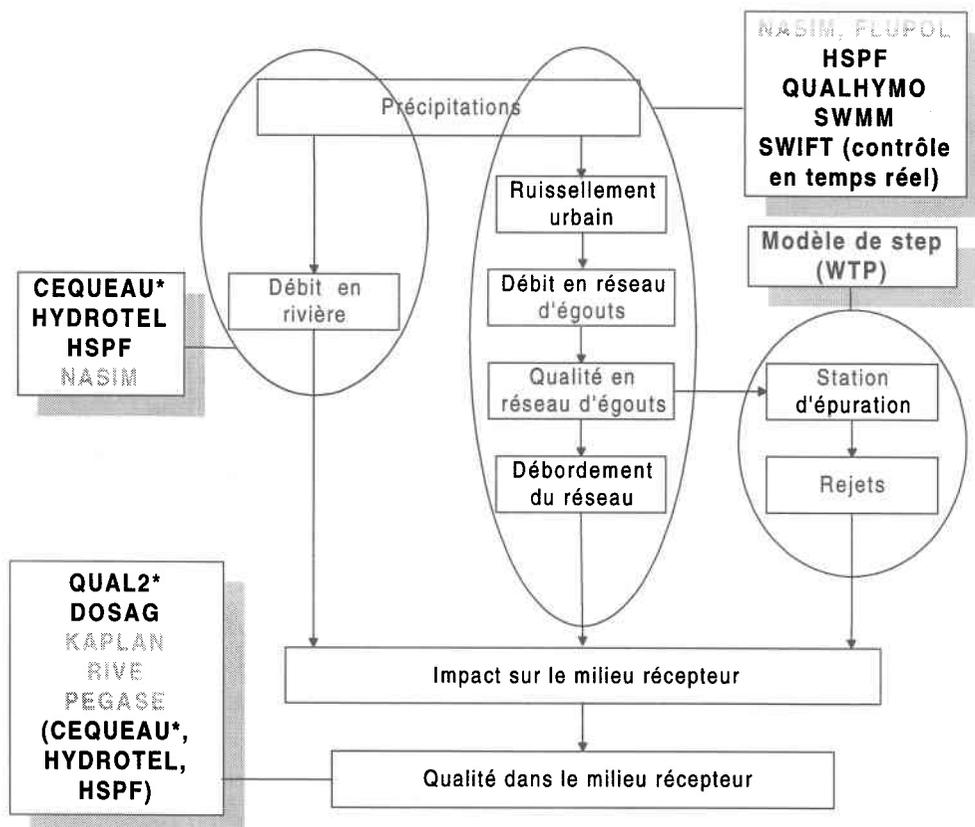 NASIM, FLUPOL
HSPF
QUALHYMO
SWMM
SWIFT (contrôle
en temps réel)
Précipitations
Ruissellement
urbain
Modèle de step
(WTP)
CEQUEAU*
HYDROTEL
HSPF
NASIM
Débit en
rivière
Débit en réseau
d'égouts
Qualité en
réseau d'égouts
Station
d'épuration
Débordement
du réseau
Rejets
QUAL2*
DOSAG
KAPLAN
RIVE
PEGASE
(CEQUEAU*,
HYDROTEL,
HSPF)
Impact sur le milieu récepteur
Qualité dans le milieu récepteur